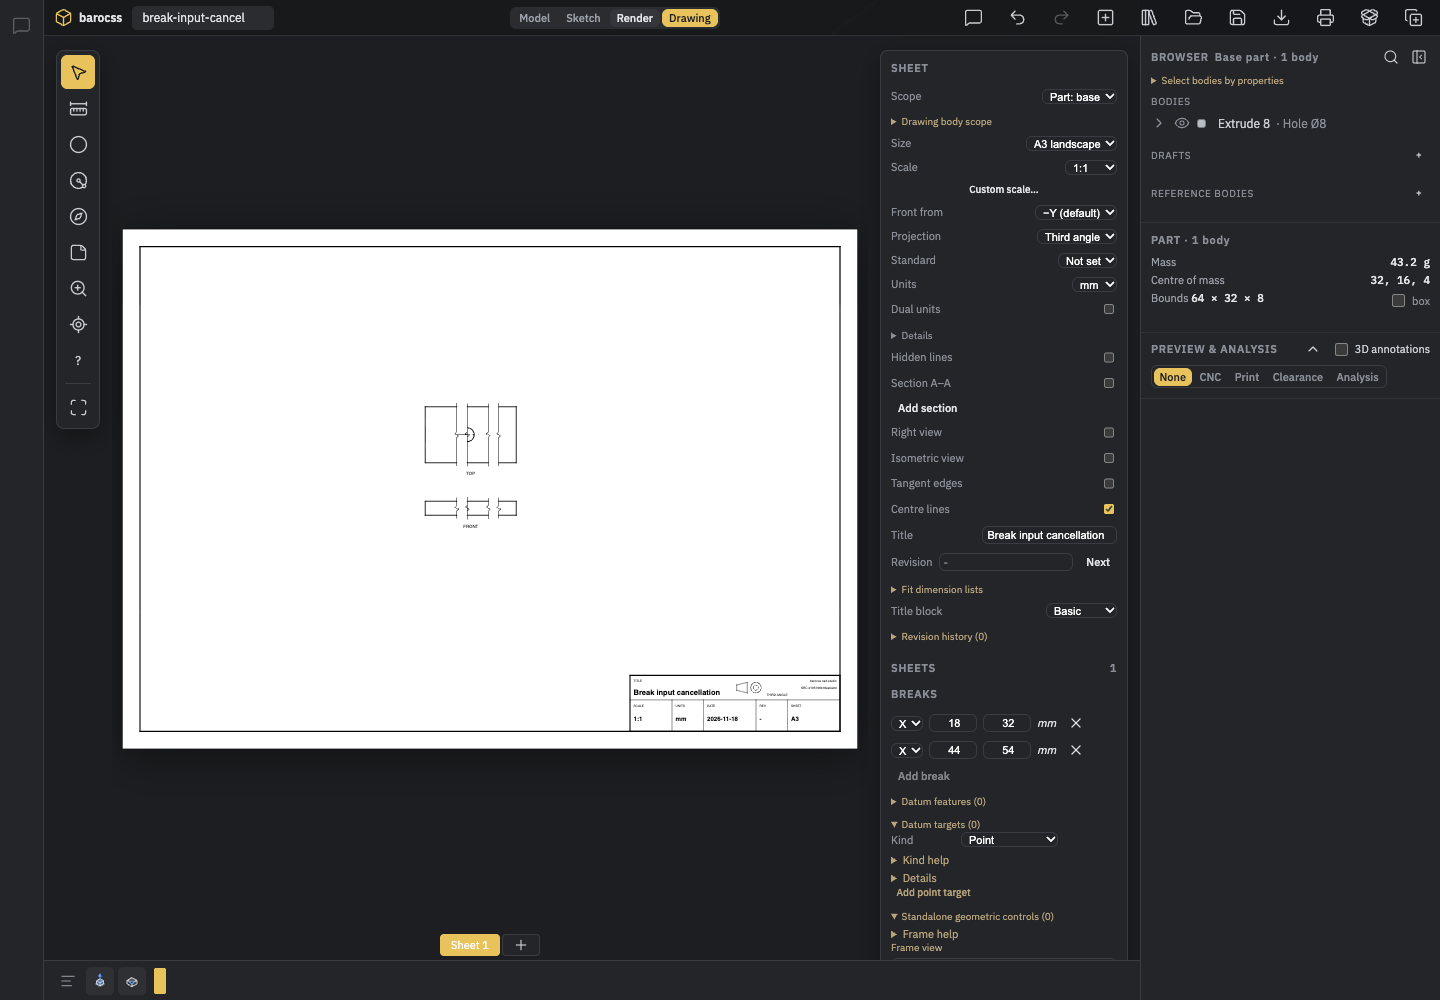 barocss
break-input-cancel
Model
Sketch
Render
Drawing
?
TOP
FRONT
TITLE
Break input cancellation
THIRD ANGLE
SCALE
UNITS
DATE
REV
SHEET
1:1
mm
2026-11-18
-
A3
Sheet 1
SHEET
Scope
Part: base
Drawing body scope
Size
A3 landscape
Scale
1:1
Custom scale...
Front from
−Y (default)
Projection
Third angle
Standard
Not set
Units
mm
Dual units
Details
Hidden lines
Section A–A
Add section
Right view
Isometric view
Tangent edges
Centre lines
Title
Break input cancellation
Revision
-
Next
Fit dimension lists
Title block
Basic
Revision history (0)
SHEETS
1
BREAKS
X
18
32
mm
X
44
54
mm
Add break
Datum features (0)
Datum targets (0)
Kind
Point
Kind help
Details
Add point target
Standalone geometric controls (0)
Frame help
Frame view
BROWSER Base part · 1 body
Select bodies by properties
BODIES
Extrude 8 · Hole Ø8
DRAFTS
REFERENCE BODIES
PART · 1 body
Mass
43.2 g
Centre of mass
32, 16, 4
Bounds 64 × 32 × 8
box
PREVIEW & ANALYSIS
3D annotations
None
CNC
Print
Clearance
Analysis